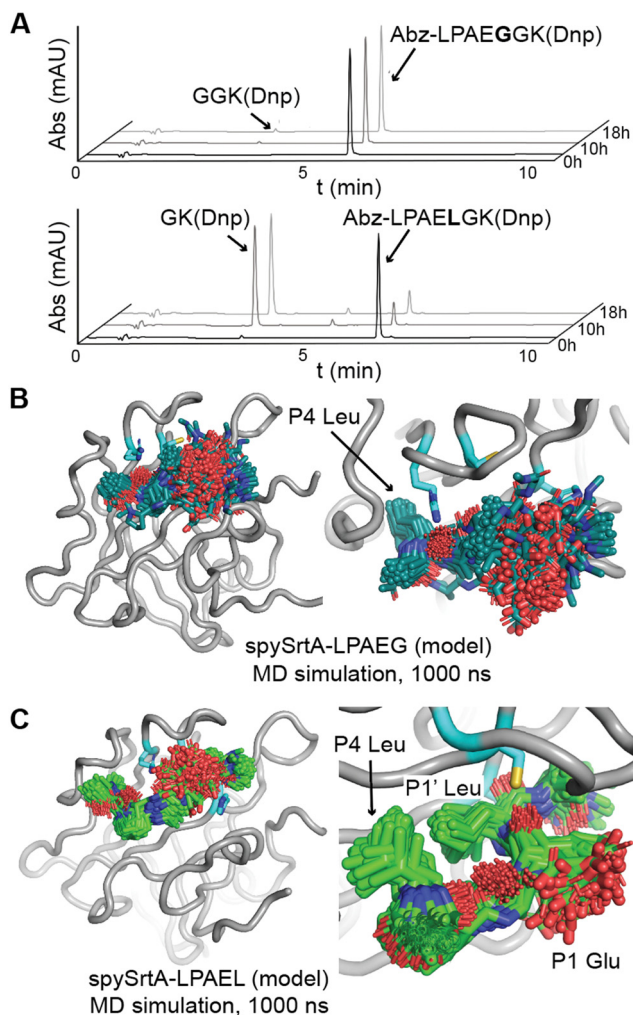 A
Abs (mAU)
Abz-LPAEGGK(Dnp)
GGK(Dnp)
18h
10h
0h
0
5
10
t (min)
Abs (mAU)
GK(Dnp)
Abz-LPAELGK(Dnp)
18h
10h
0h
0
5
10
t (min)
B
P4 Leu
spySrtA-LPAEG (model)
MD simulation, 1000 ns
C
P4 Leu
P1' Leu
P1 Glu
spySrtA-LPAEL (model)
MD simulation, 1000 ns